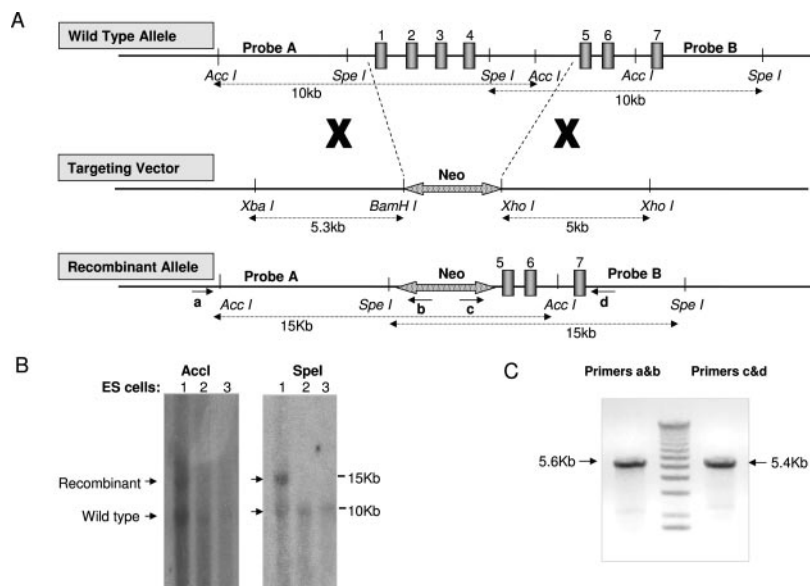 A
Wild Type Allele
Probe A
1 2 3 4
5 6 7
Probe B
Acc I Spe I Spe I Acc I Acc I Spe I
10kb
10kb
X X
Targeting Vector
Neo
Xba I BamH I Xho I Xho I
5.3kb
5kb
Recombinant Allele
Probe A
Neo
5 6 7
Probe B
a
Acc I Spe I
b
c
Acc I
d
Spe I
15Kb
15kb
B
AccI SpeI
ES cells: 1 2 3 1 2 3
Recombinant
15Kb
Wild type
10Kb
C
Primers a&b Primers c&d
5.6Kb
5.4Kb